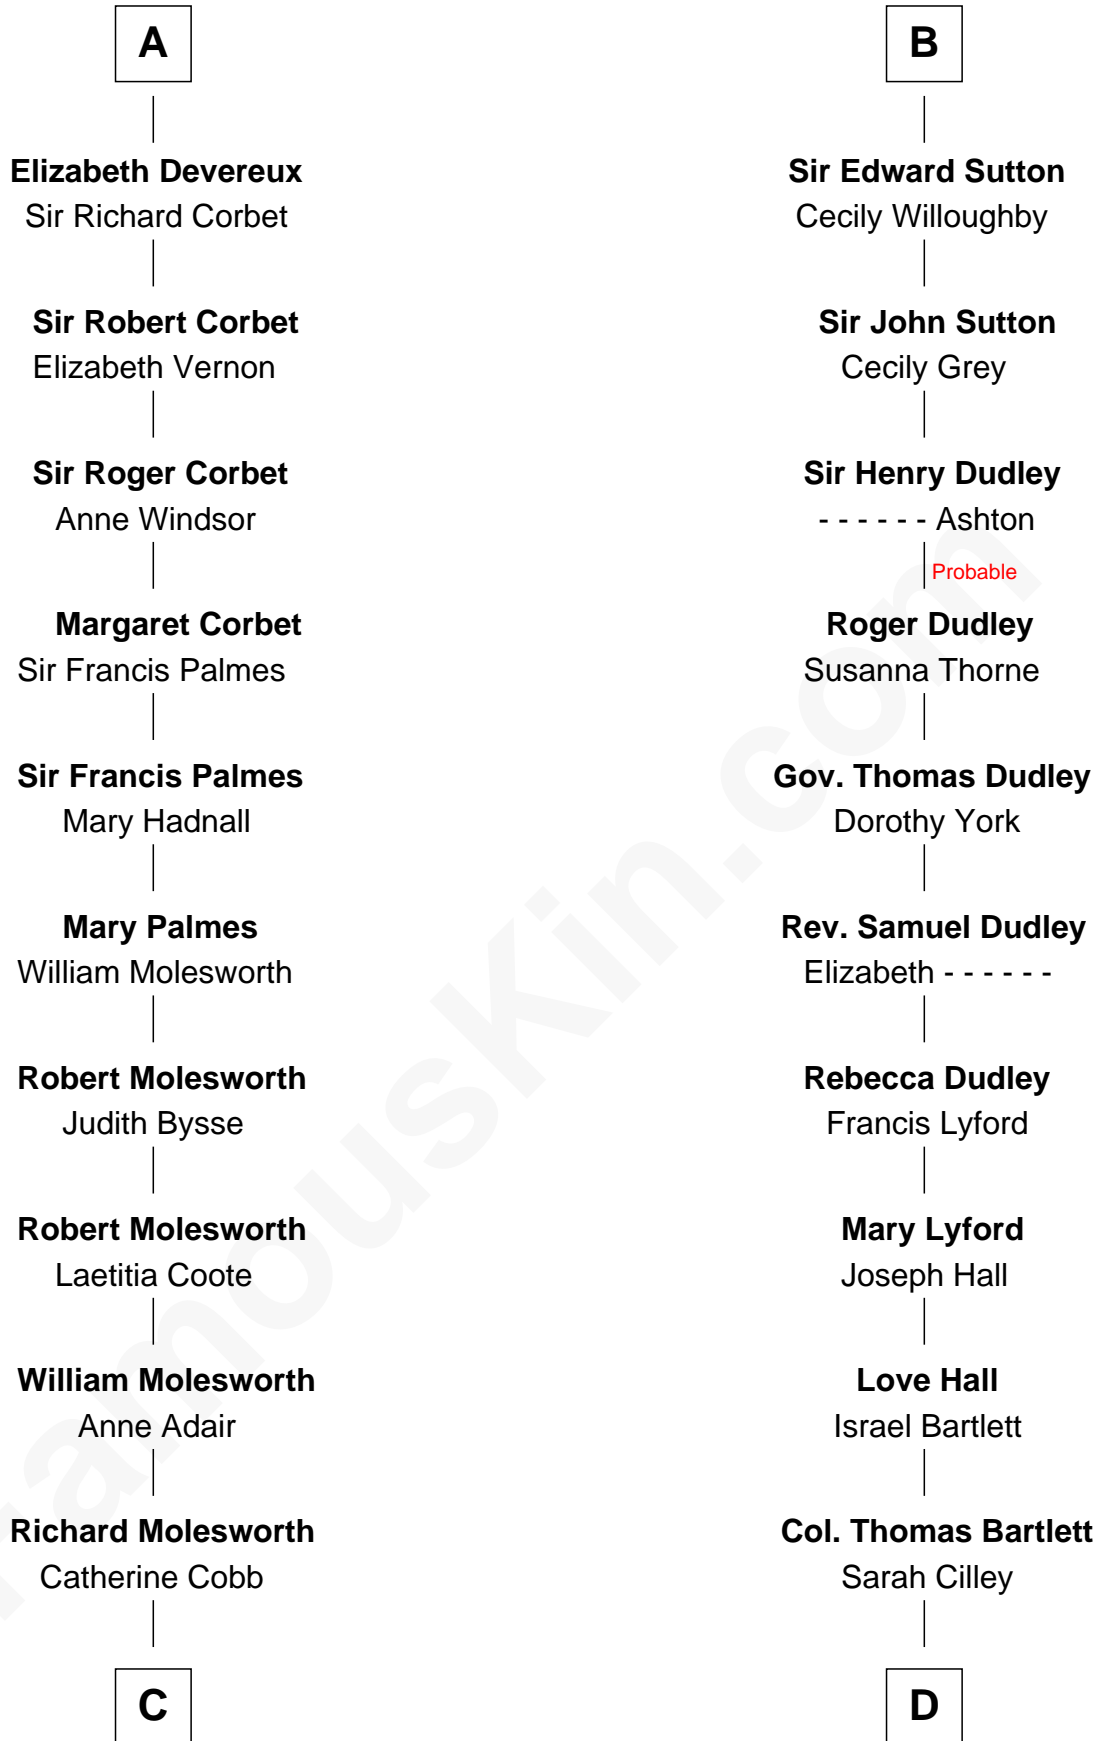 A
Elizabeth Devereux
Sir Richard Corbet
Sir Robert Corbet
Elizabeth Vernon
Sir Roger Corbet
Anne Windsor
Margaret Corbet
Sir Francis Palmes
Sir Francis Palmes
Mary Hadnall
Mary Palmes
William Molesworth
Robert Molesworth
Judith Bysse
Robert Molesworth
Laetitia Coote
William Molesworth
Anne Adair
Richard Molesworth
Catherine Cobb
C
B
Sir Edward Sutton
Cecily Willoughby
Sir John Sutton
Cecily Grey
Sir Henry Dudley
- - - - - - Ashton
Probable
Roger Dudley
Susanna Thorne
Gov. Thomas Dudley
Dorothy York
Rev. Samuel Dudley
Elizabeth - - - - - -
Rebecca Dudley
Francis Lyford
Mary Lyford
Joseph Hall
Love Hall
Israel Bartlett
Col. Thomas Bartlett
Sarah Cilley
D
FamousKin.com